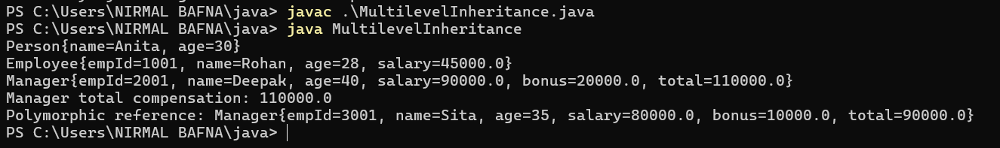 PS C:\Users\NIRMAL BAFNA\java> javac .\MultilevelInheritance.java
PS C:\Users\NIRMAL BAFNA\java> java MultilevelInheritance
Person{name=Anita, age=30}
Employee{empId=1001, name=Rohan, age=28, salary=45000.0}
Manager{empId=2001, name=Deepak, age=40, salary=90000.0, bonus=20000.0, total=110000.0}
Manager total compensation: 110000.0
Polymorphic reference: Manager{empId=3001, name=Sita, age=35, salary=80000.0, bonus=10000.0, total=90000.0}
PS C:\Users\NIRMAL BAFNA\java>